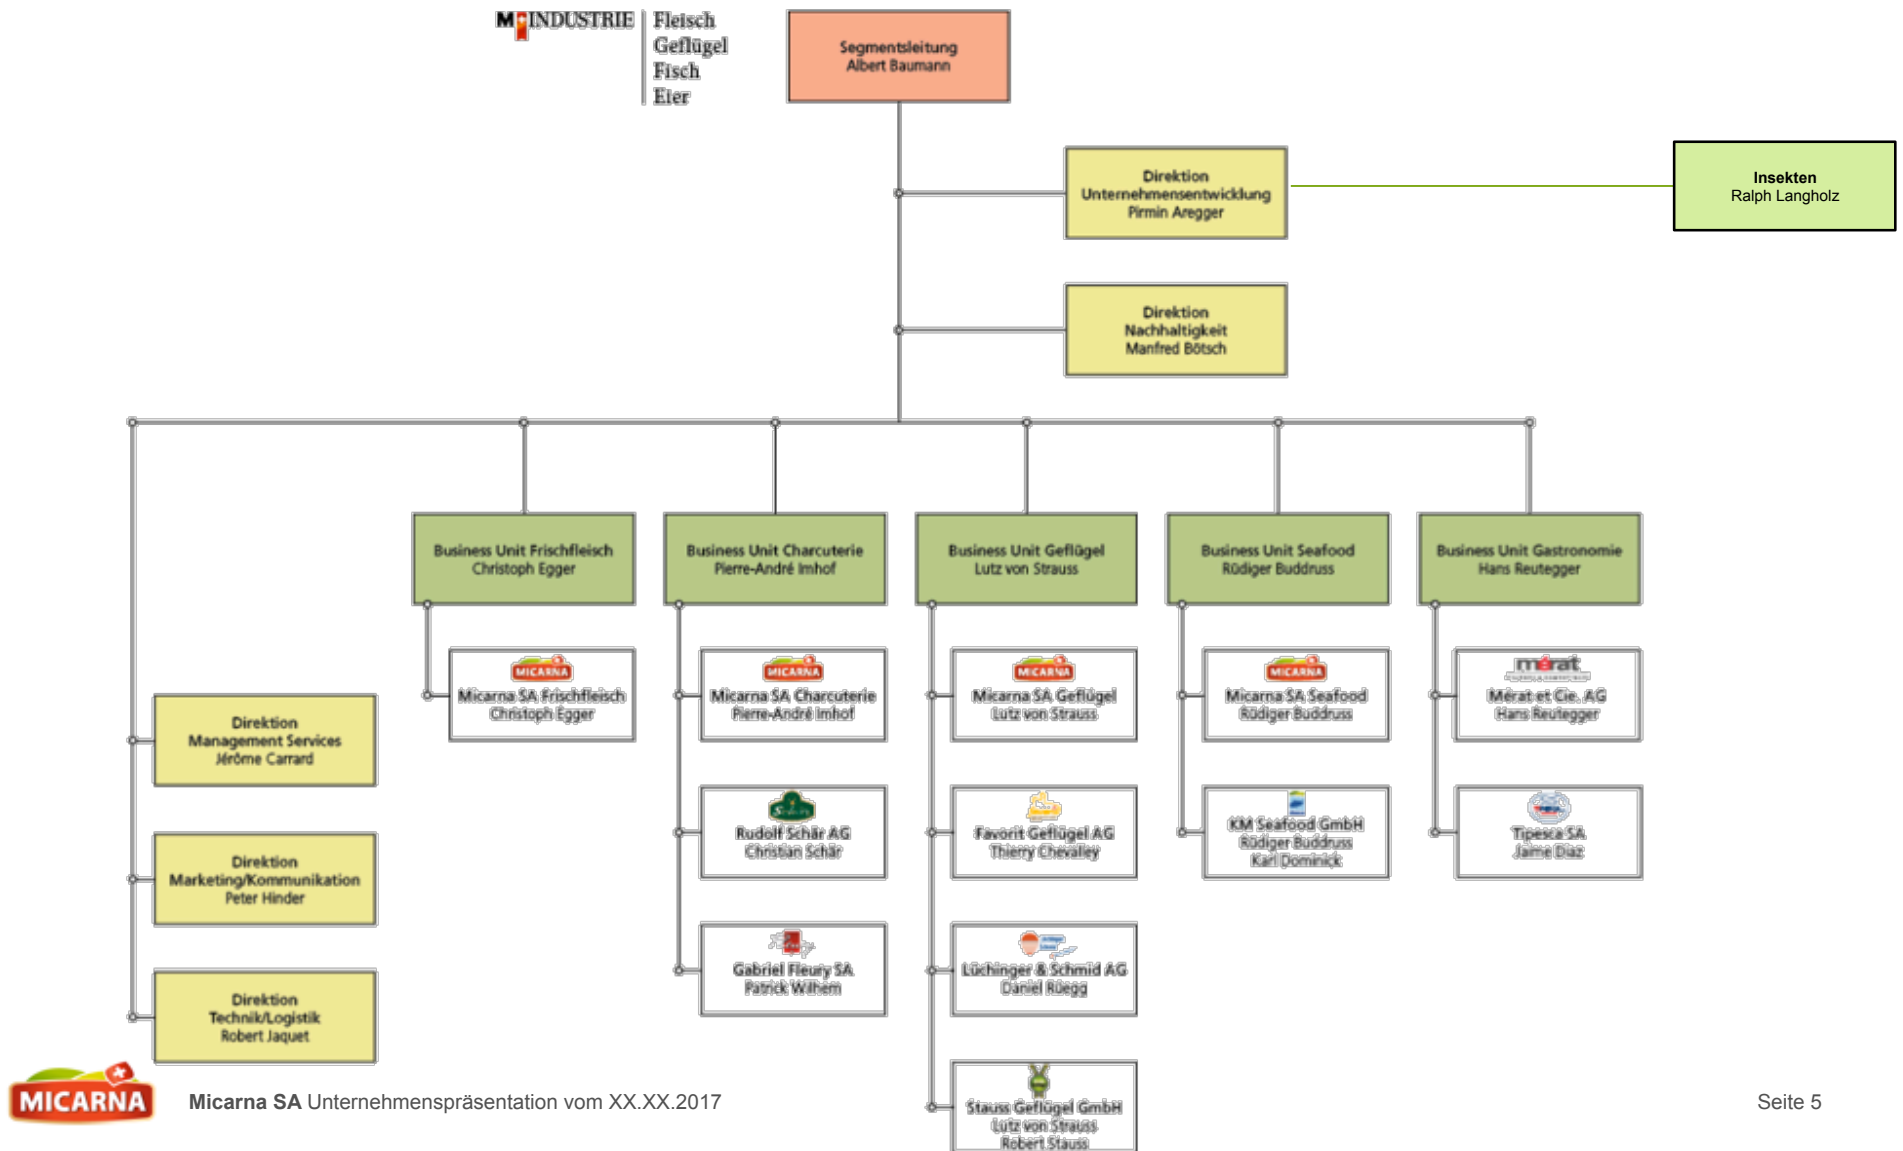 M INDUSTRIE
Fleisch
Geflügel
Fisch
Eier
Segmentsleitung
Albert Baumann
Direktion
Unternehmensentwicklung
Pirmin Aregger
Insekten
Ralph Langholz
Direktion
Nachhaltigkeit
Manfred Bötsch
Business Unit Frischfleisch
Christoph Egger
Business Unit Charcuterie
Pierre-André Imhof
Business Unit Geflügel
Lutz von Strauss
Business Unit Seafood
Rüdiger Buddruss
Business Unit Gastronomie
Hans Reutegger
MICARNA
Micarna SA Frischfleisch
Christoph Egger
MICARNA
Micarna SA Charcuterie
Pierre-André Imhof
MICARNA
Micarna SA Geflügel
Lutz von Strauss
MICARNA
Micarna SA Seafood
Rüdiger Buddruss
mérat
Mérat et Cie. AG
Hans Reutegger
Direktion
Management Services
Jérôme Carrard
Rudolf Schär AG
Christian Schär
Favorit Geflügel AG
Thierry Chevalley
KM Seafood GmbH
Rüdiger Buddruss
Karl Dominick
Tipesca SA
Jaime Diaz
Direktion
Marketing/Kommunikation
Peter Hinder
Gabriel Fleury SA
Patrick Wilhem
Lüchinger & Schmid AG
Daniel Rüegg
Direktion
Technik/Logistik
Robert Jaquet
Stauss Geflügel GmbH
Lutz von Strauss
Robert Stauss
MICARNA
Micarna SA Unternehmenspräsentation vom XX.XX.2017
Seite 5